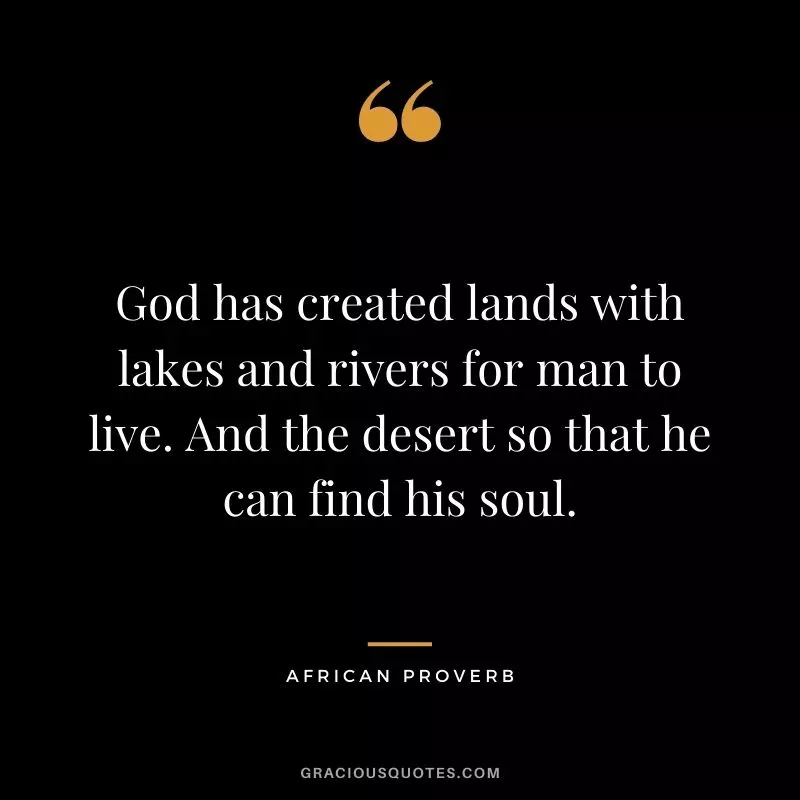 “
God has created lands with
lakes and rivers for man to
live. And the desert so that he
can find his soul.
AFRICAN PROVERB
GRACIOUSQUOTES.COM